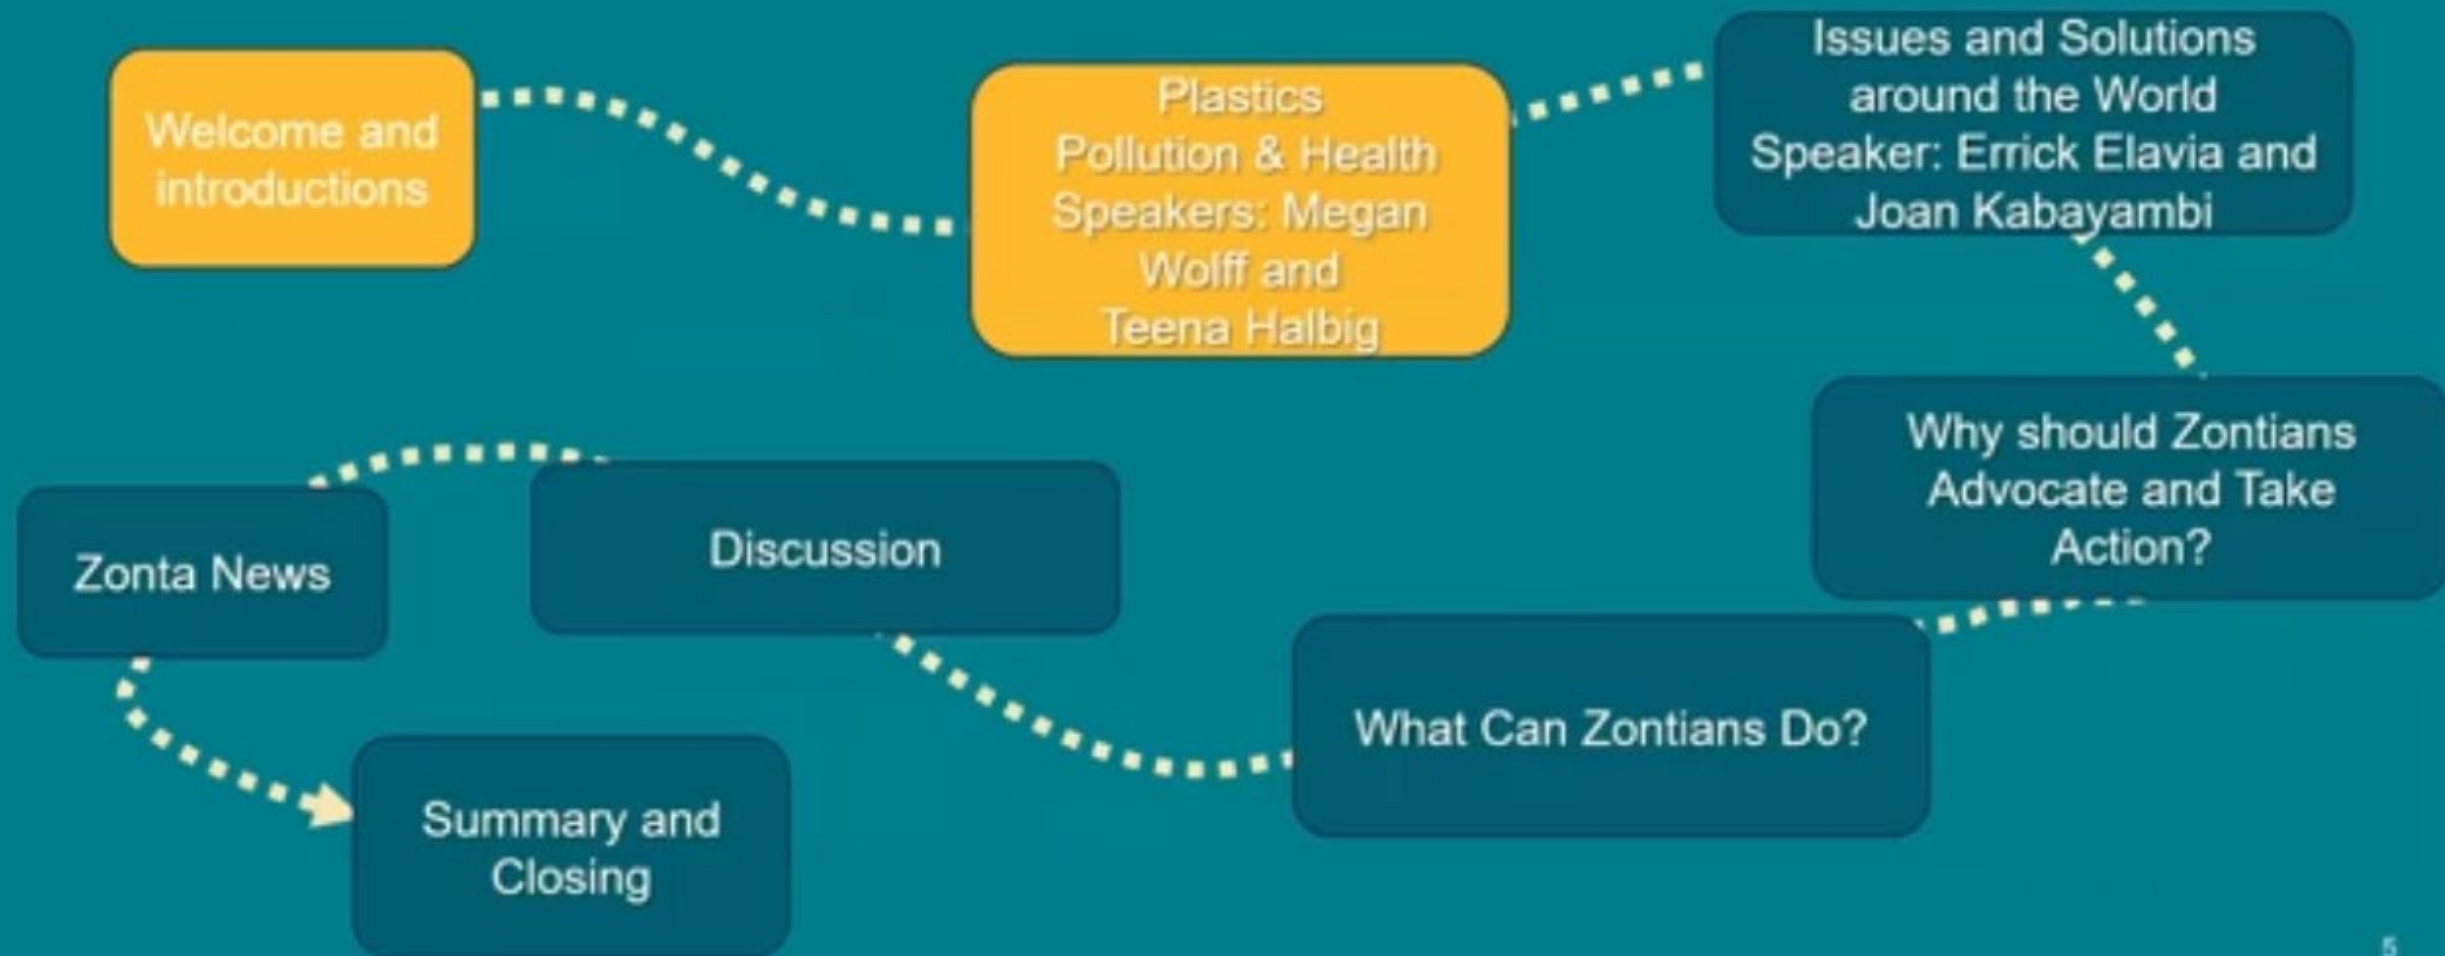 Welcome and
introductions
Plastics
Pollution & Health
Speakers: Megan
Wolff and
Teena Halbig
Issues and Solutions
around the World
Speaker: Errick Elavia and
Joan Kabayambi
Why should Zontians
Advocate and Take
Action?
What Can Zontians Do?
Discussion
Zonta News
Summary and
Closing
5